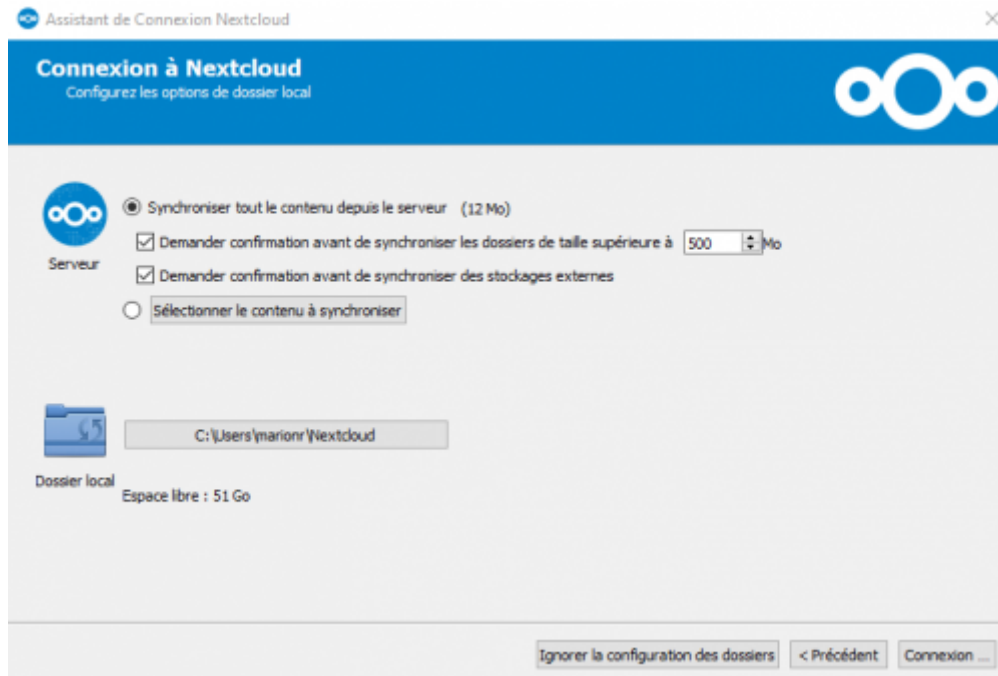 Assistant de Connexion Nextcloud
Connexion à Nextcloud
Configurez les options de dossier local
Synchroniser tout le contenu depuis le serveur (12 Mo)
Demander confirmation avant de synchroniser les dossiers de taille supérieure à 500 Mo
Serveur
Demander confirmation avant de synchroniser des stockages externes
Sélectionner le contenu à synchroniser
C:\Users\marionr\Nextcloud
Dossier local
Espace libre : 51 Go
Ignorer la configuration des dossiers < Précédent Connexion ...